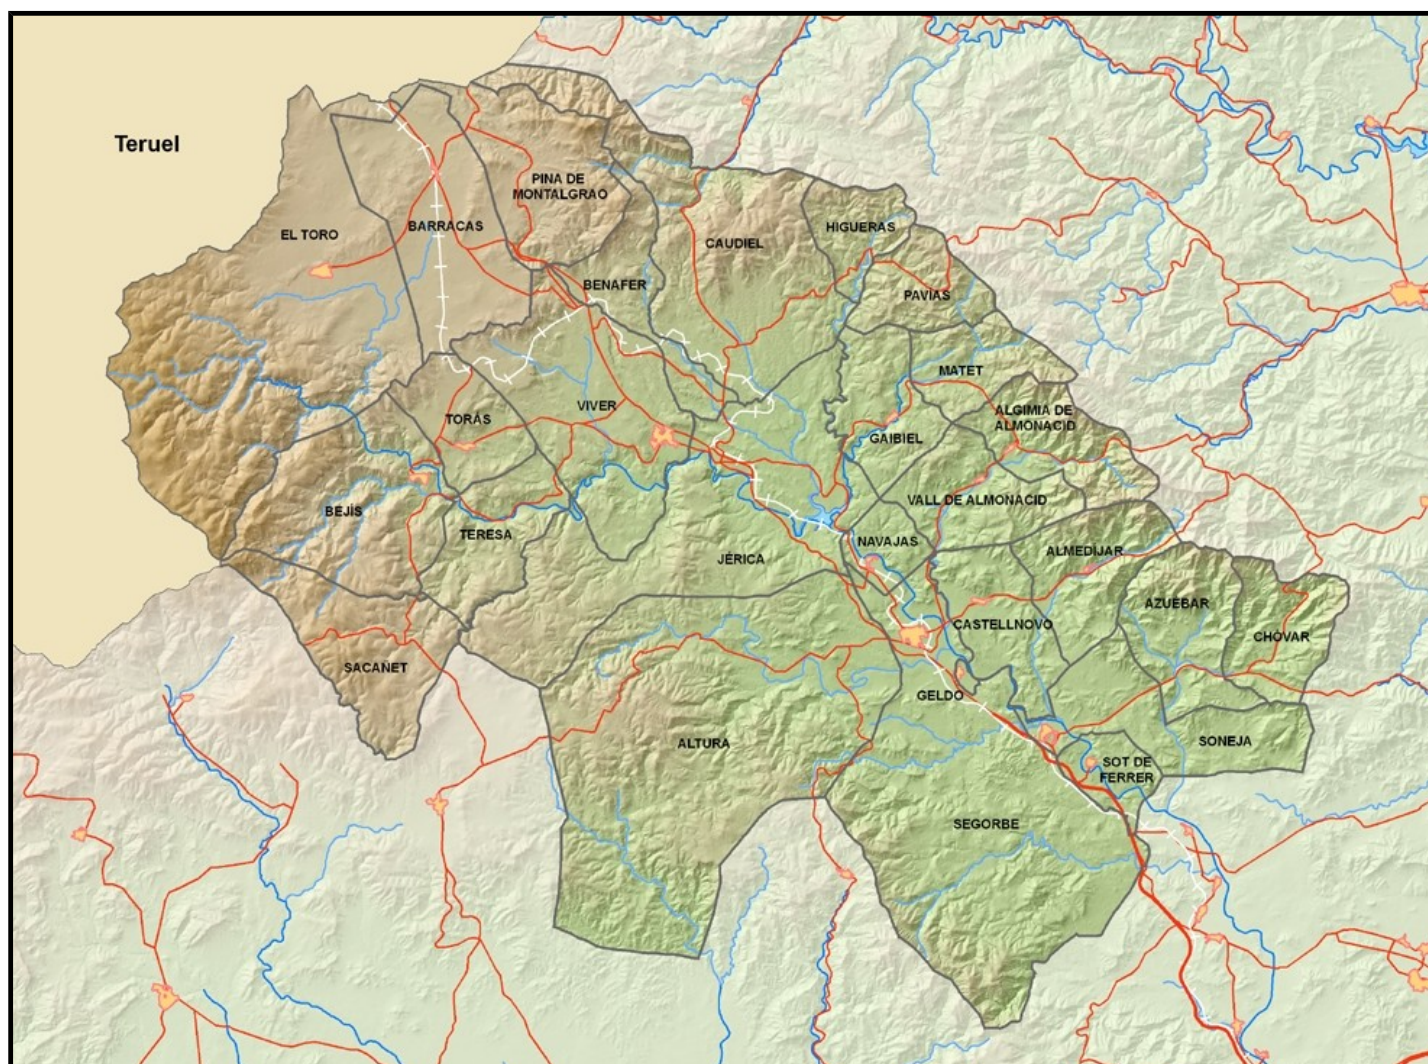 Teruel
PINA DE
MONTALGRAO
EL TORO
BARRACAS
CAUDIEL
HIGUERAS
BENAFER
PAVÍAS
MATET
TORÁS
VIVER
ALGIMIA DE
ALMONACID
GAIBIEL
VALL DE ALMONACID
BEJÍS
TERESA
JÉRICA
NAVAJAS
ALMEDÍJAR
AZUÉBAR
CASTELLNOVO
CHÓVAR
SACAÑET
GELDO
ALTURA
SONEJA
SOT DE
FERRER
SEGORBE